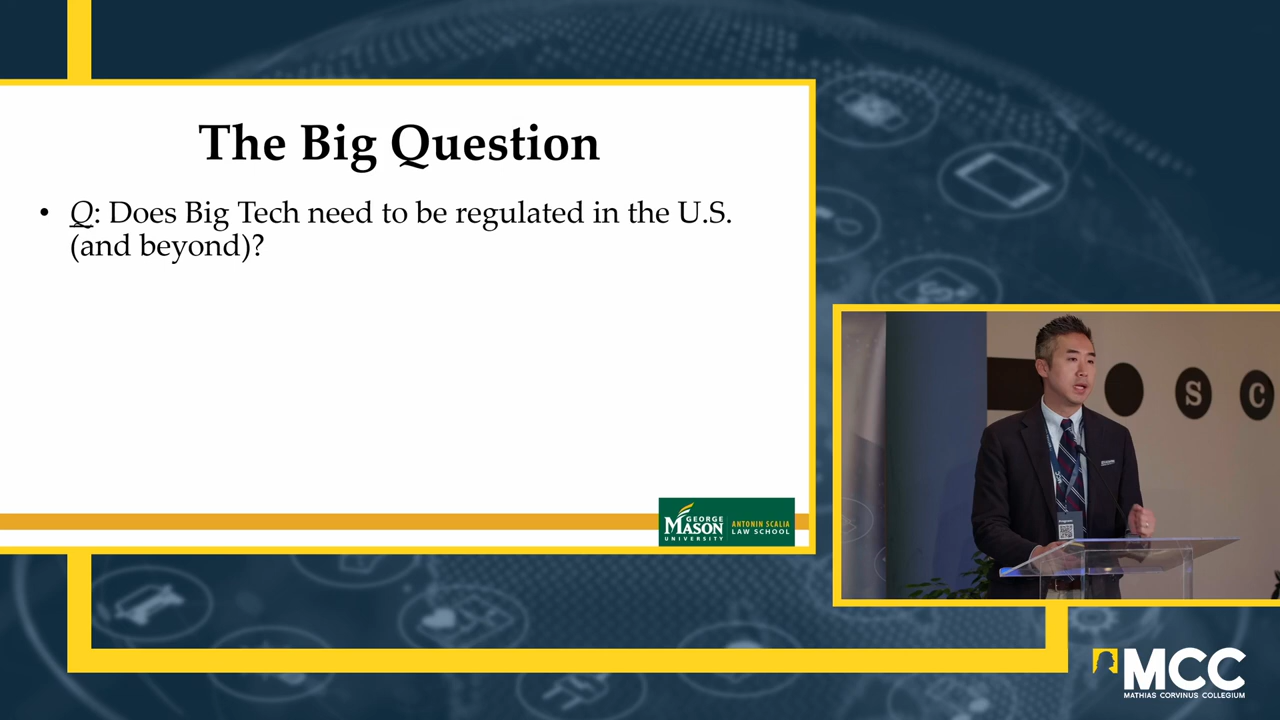 The Big Question
• Q: Does Big Tech need to be regulated in the U.S.
(and beyond)?
GEORGE
MASON
UNIVERSITY
ANTONIN SCALIA
LAW SCHOOL
S C
MCC
MATHIAS CORVINUS COLLEGIUM